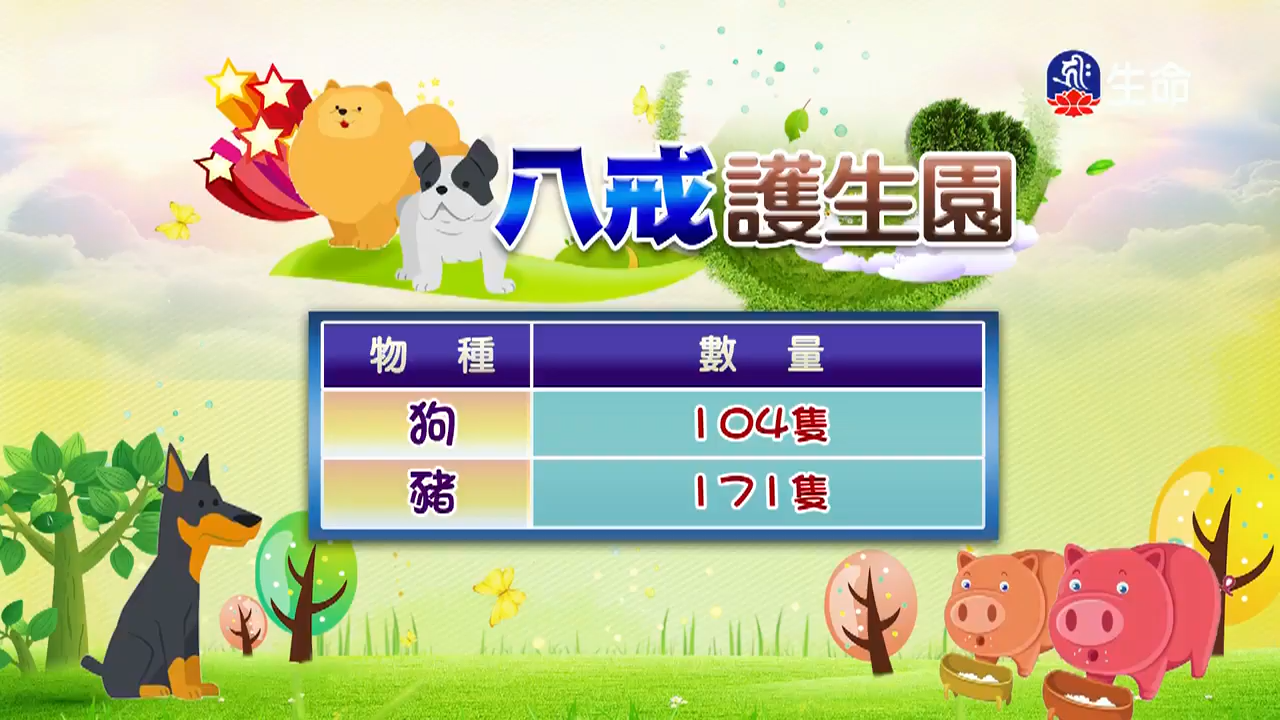 生命
八戒護生園
物種 數量
狗 104隻
豬 171隻